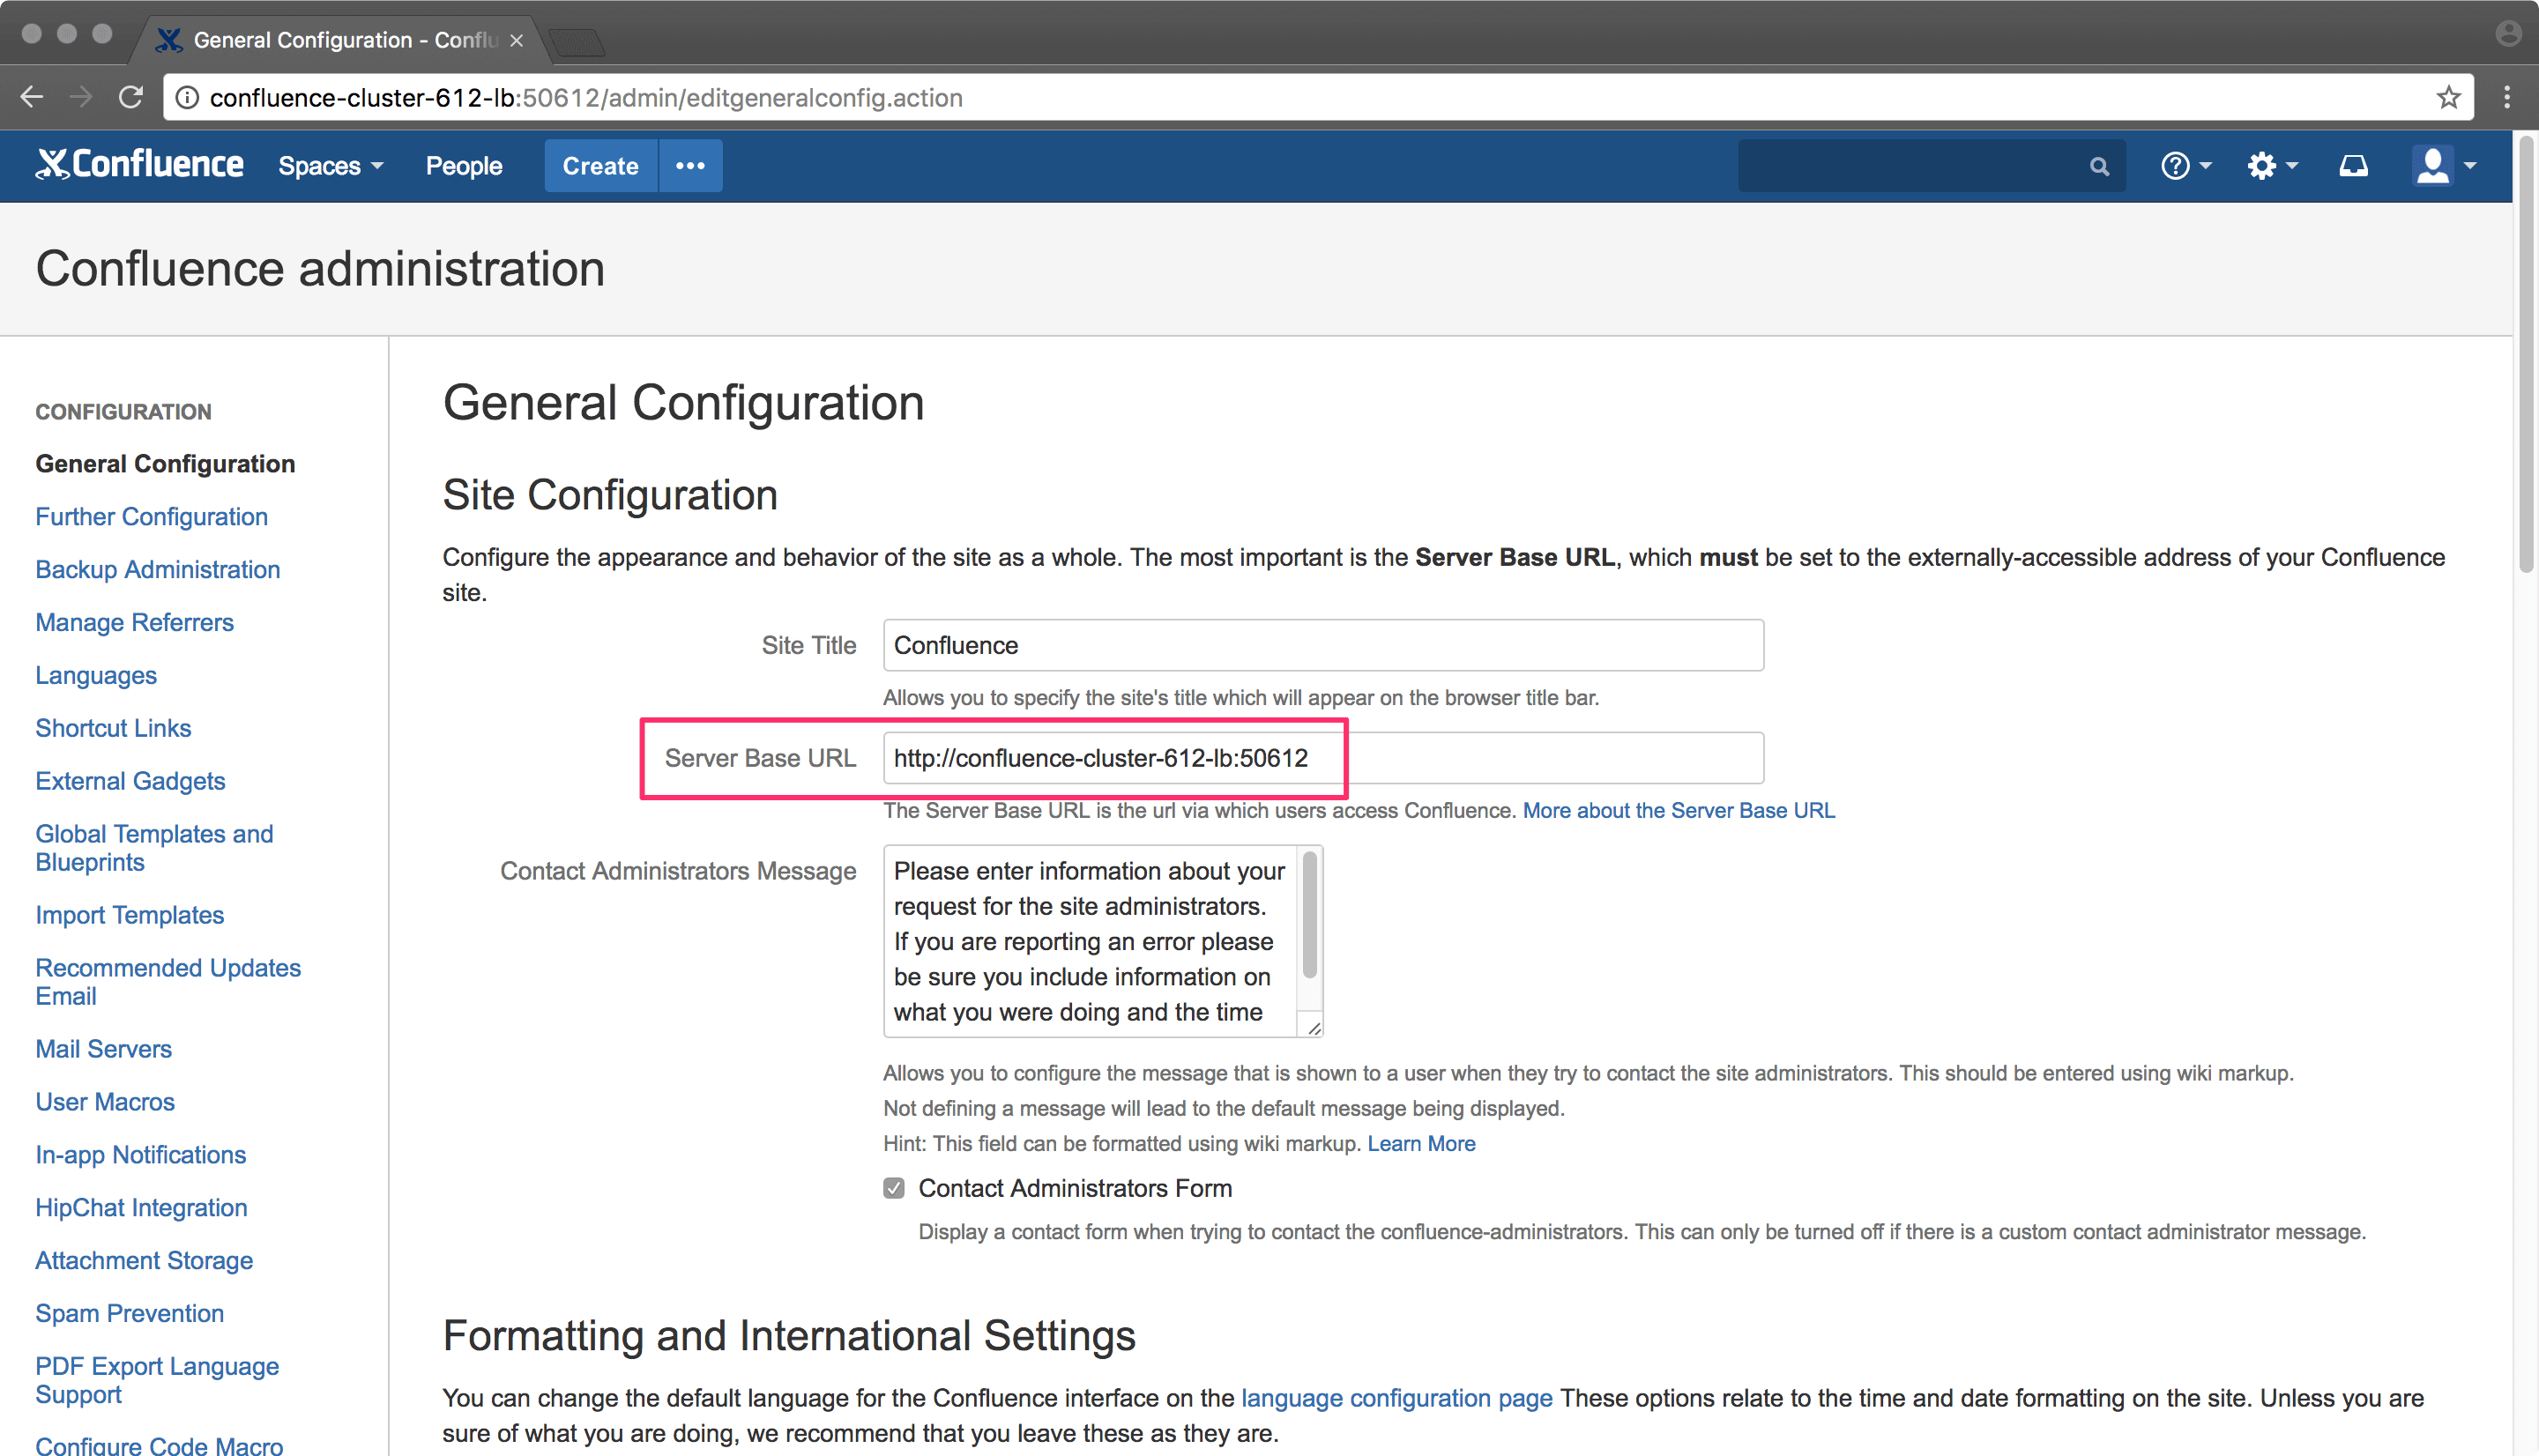 General Configuration - Conflu
confluence-cluster-612-lb:50612/admin/editgeneralconfig.action
Confluence Spaces People Create
Confluence administration
CONFIGURATION
General Configuration
Further Configuration
Backup Administration
Manage Referrers
Languages
Shortcut Links
External Gadgets
Global Templates and
Blueprints
Import Templates
Recommended Updates
Email
Mail Servers
User Macros
In-app Notifications
HipChat Integration
Attachment Storage
Spam Prevention
PDF Export Language
Support
Configure Code Macro
General Configuration
Site Configuration
Configure the appearance and behavior of the site as a whole. The most important is the Server Base URL, which must be set to the externally-accessible address of your Confluence
site.
Site Title Confluence
Allows you to specify the site's title which will appear on the browser title bar.
Server Base URL http://confluence-cluster-612-lb:50612
The Server Base URL is the url via which users access Confluence. More about the Server Base URL
Contact Administrators Message Please enter information about your
request for the site administrators.
If you are reporting an error please
be sure you include information on
what you were doing and the time
Allows you to configure the message that is shown to a user when they try to contact the site administrators. This should be entered using wiki markup.
Not defining a message will lead to the default message being displayed.
Hint: This field can be formatted using wiki markup. Learn More
Contact Administrators Form
Display a contact form when trying to contact the confluence-administrators. This can only be turned off if there is a custom contact administrator message.
Formatting and International Settings
You can change the default language for the Confluence interface on the language configuration page These options relate to the time and date formatting on the site. Unless you are
sure of what you are doing, we recommend that you leave these as they are.